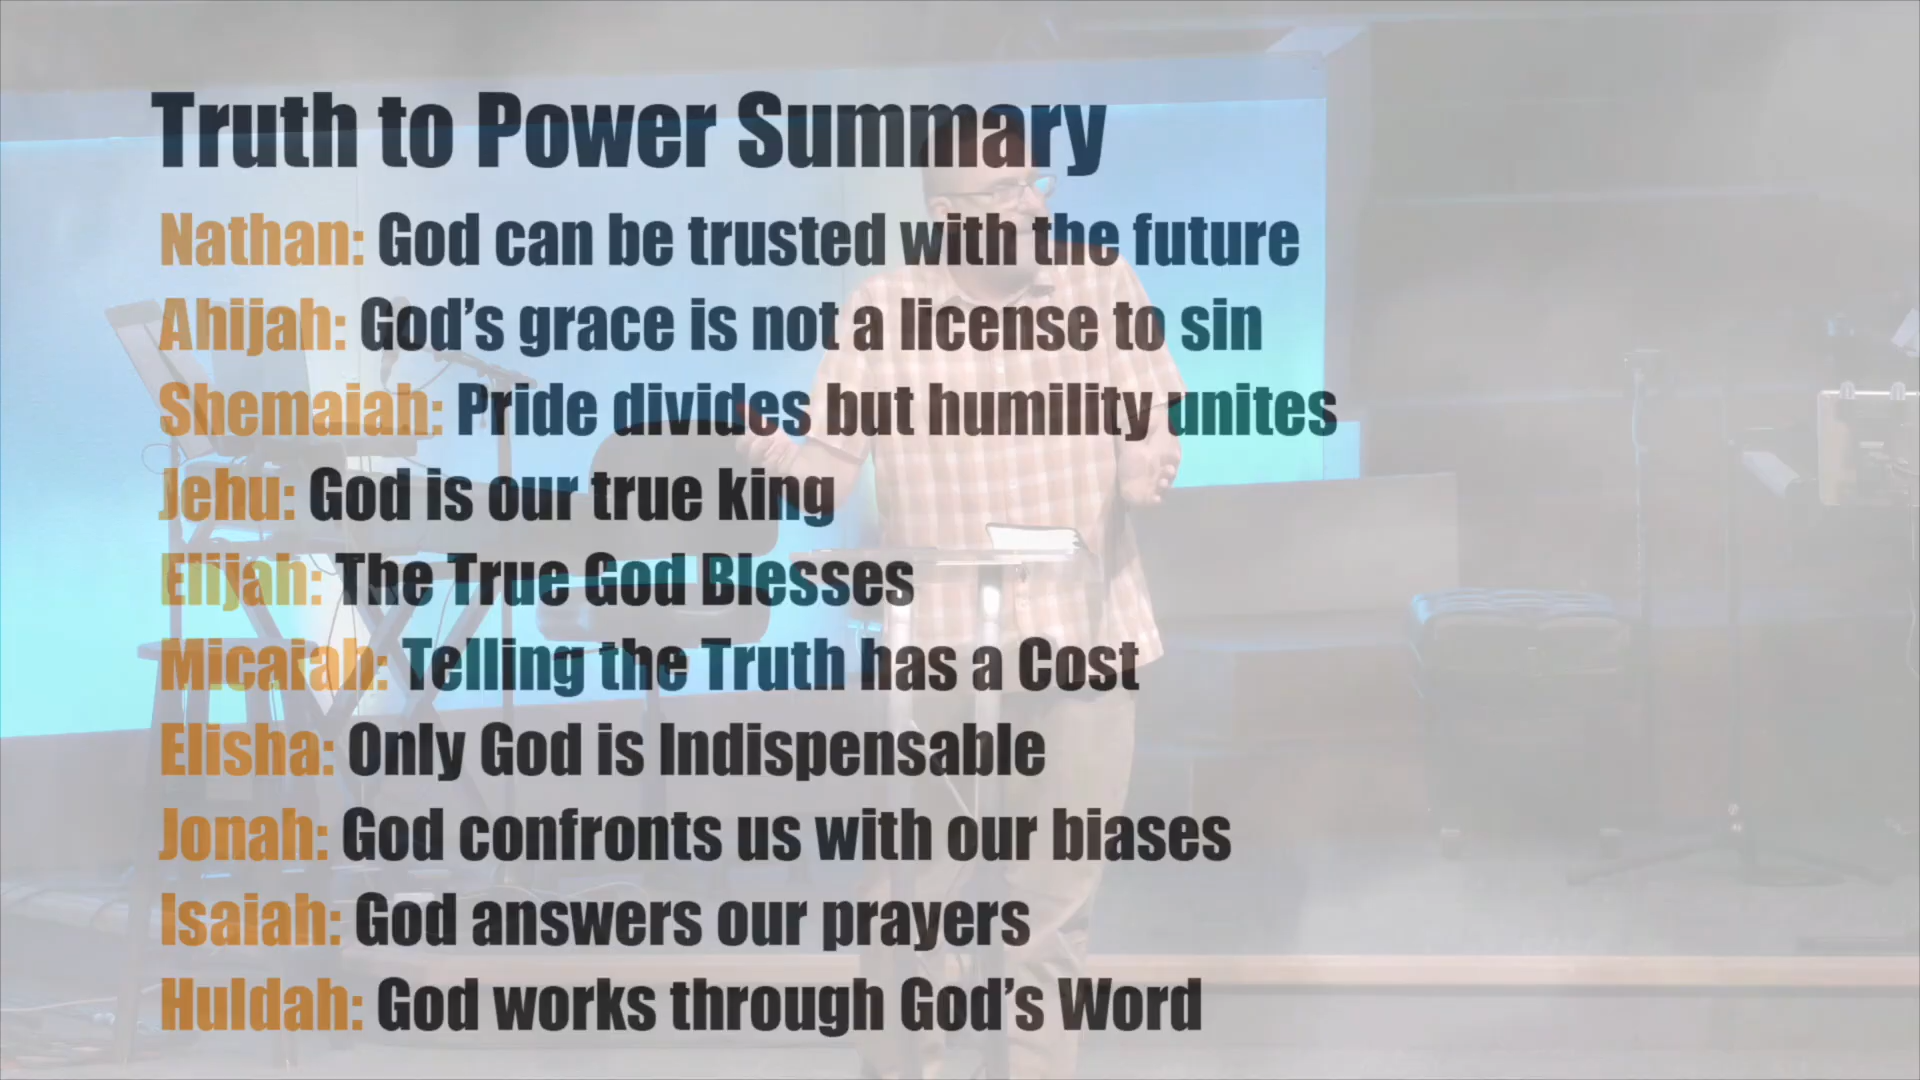 Truth to Power Summary
Nathan: God can be trusted with the future
Ahijah: God’s grace is not a license to sin
Shemaiah: Pride divides but humility unites
Jehu: God is our true king
Elijah: The True God Blesses
Micaiah: Telling the Truth has a Cost
Elisha: Only God is Indispensable
Jonah: God confronts us with our biases
Isaiah: God answers our prayers
Huldah: God works through God’s Word